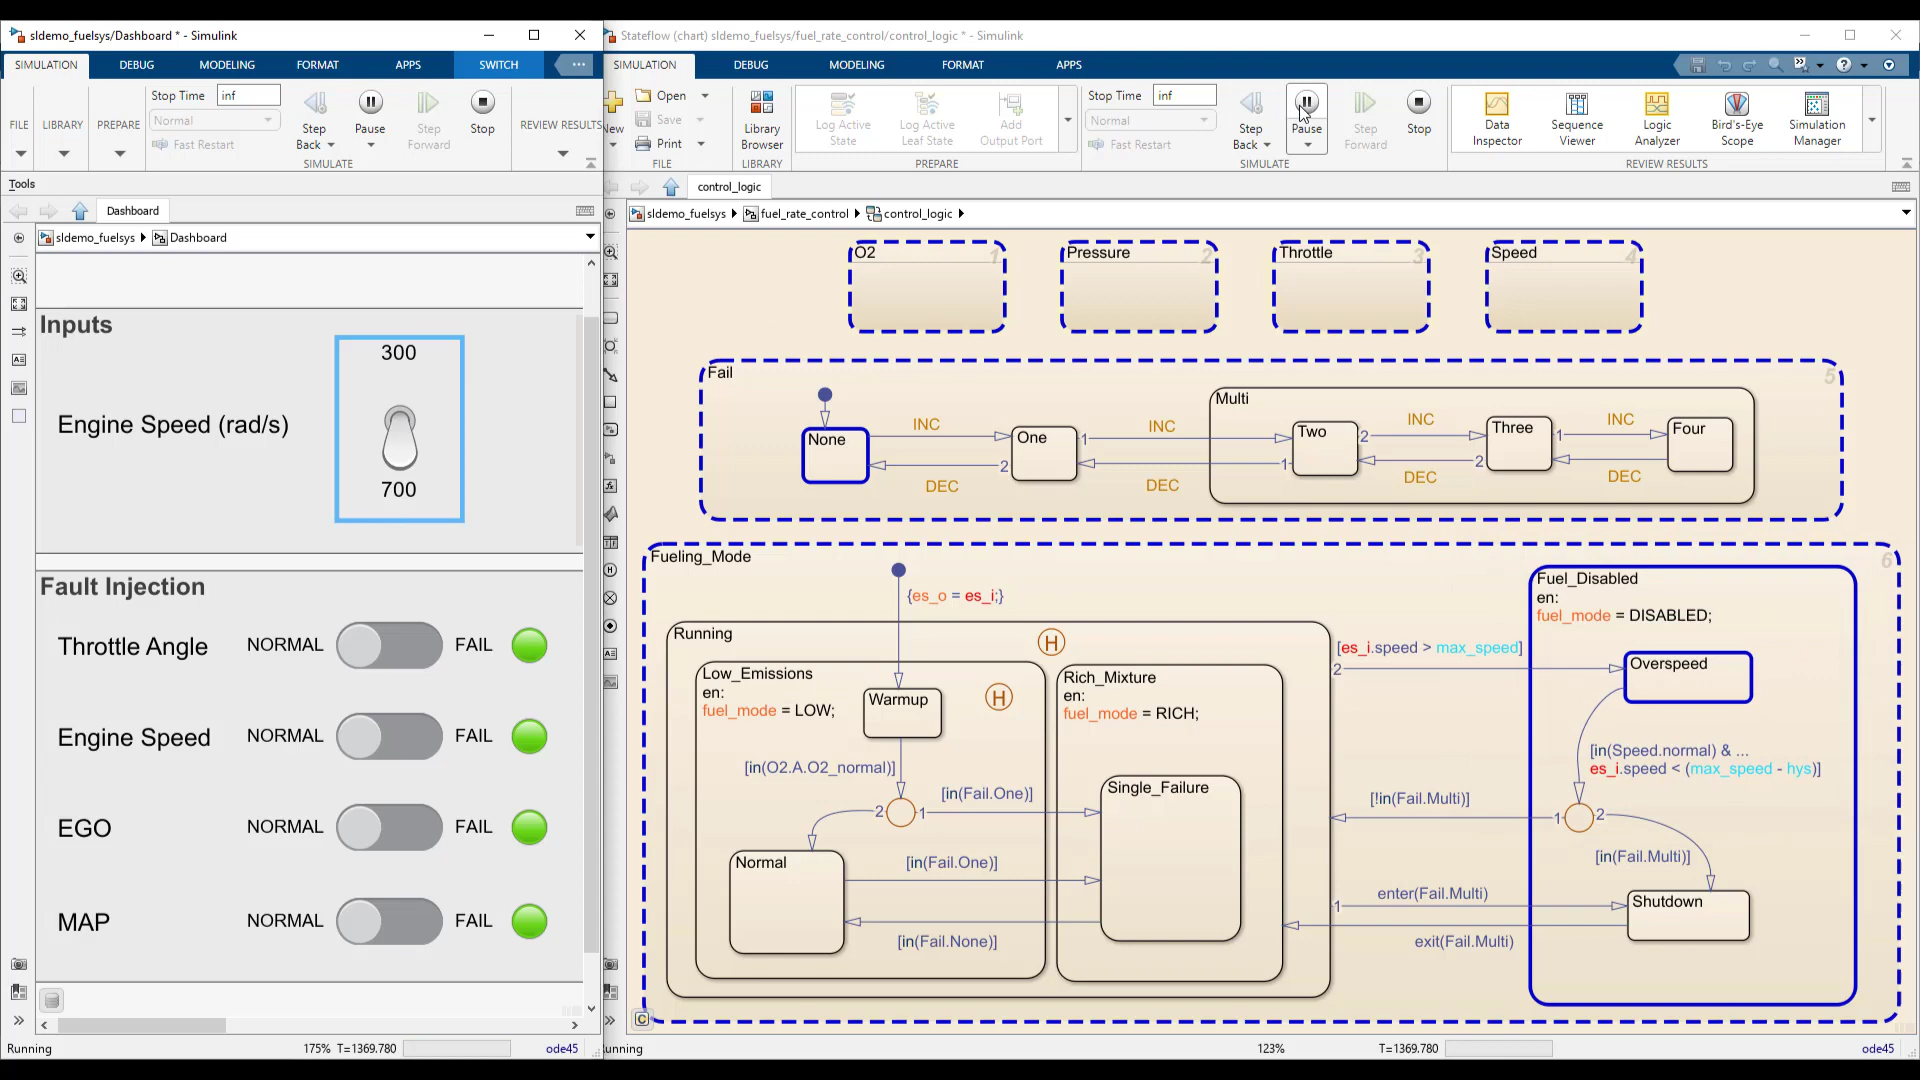 sldemo_fuelsys/Dashboard * - Simulink
SIMULATION DEBUG MODELING FORMAT APPS SWITCH ...
Stop Time inf
Normal
Fast Restart
FILE LIBRARY PREPARE
Step Back
Pause
Step Forward
Stop
REVIEW RESULTS
SIMULATE
Tools
Dashboard
sldemo_fuelsys Dashboard
Inputs
300
Engine Speed (rad/s)
700
Fault Injection
Throttle Angle NORMAL FAIL
Engine Speed NORMAL FAIL
EGO NORMAL FAIL
MAP NORMAL FAIL
Running 175% T=1369.780 ode45
Stateflow (chart) sldemo_fuelsys/fuel_rate_control/control_logic * - Simulink
SIMULATION DEBUG MODELING FORMAT APPS
New
Open
Save
Print
FILE
Library Browser
LIBRARY
Log Active State
Log Active Leaf State
Add Output Port
PREPARE
Stop Time inf
Normal
Fast Restart
Step Back
Pause
Step Forward
Stop
SIMULATE
Data Inspector
Sequence Viewer
Logic Analyzer
Bird's-Eye Scope
Simulation Manager
REVIEW RESULTS
control_logic
sldemo_fuelsys fuel_rate_control control_logic
O2 1
Pressure 2
Throttle 3
Speed 4
Fail 5
None
INC
DEC
One
1
2
INC
DEC
Multi
Two
1
2
INC
DEC
Three
1
2
INC
DEC
Four
Fueling_Mode 6
{es_o = es_i;}
Running
H
Low_Emissions
en:
fuel_mode = LOW;
Warmup
H
[in(O2.A.O2_normal)]
2 1
[in(Fail.One)]
Normal
[in(Fail.One)]
[in(Fail.None)]
Rich_Mixture
en:
fuel_mode = RICH;
Single_Failure
[es_i.speed > max_speed]
2
[!in(Fail.Multi)]
1
enter(Fail.Multi)
exit(Fail.Multi)
Fuel_Disabled
en:
fuel_mode = DISABLED;
Overspeed
[in(Speed.normal) & ...
es_i.speed < (max_speed - hys)]
1 2
[in(Fail.Multi)]
Shutdown
C
unning 123% T=1369.780 ode45